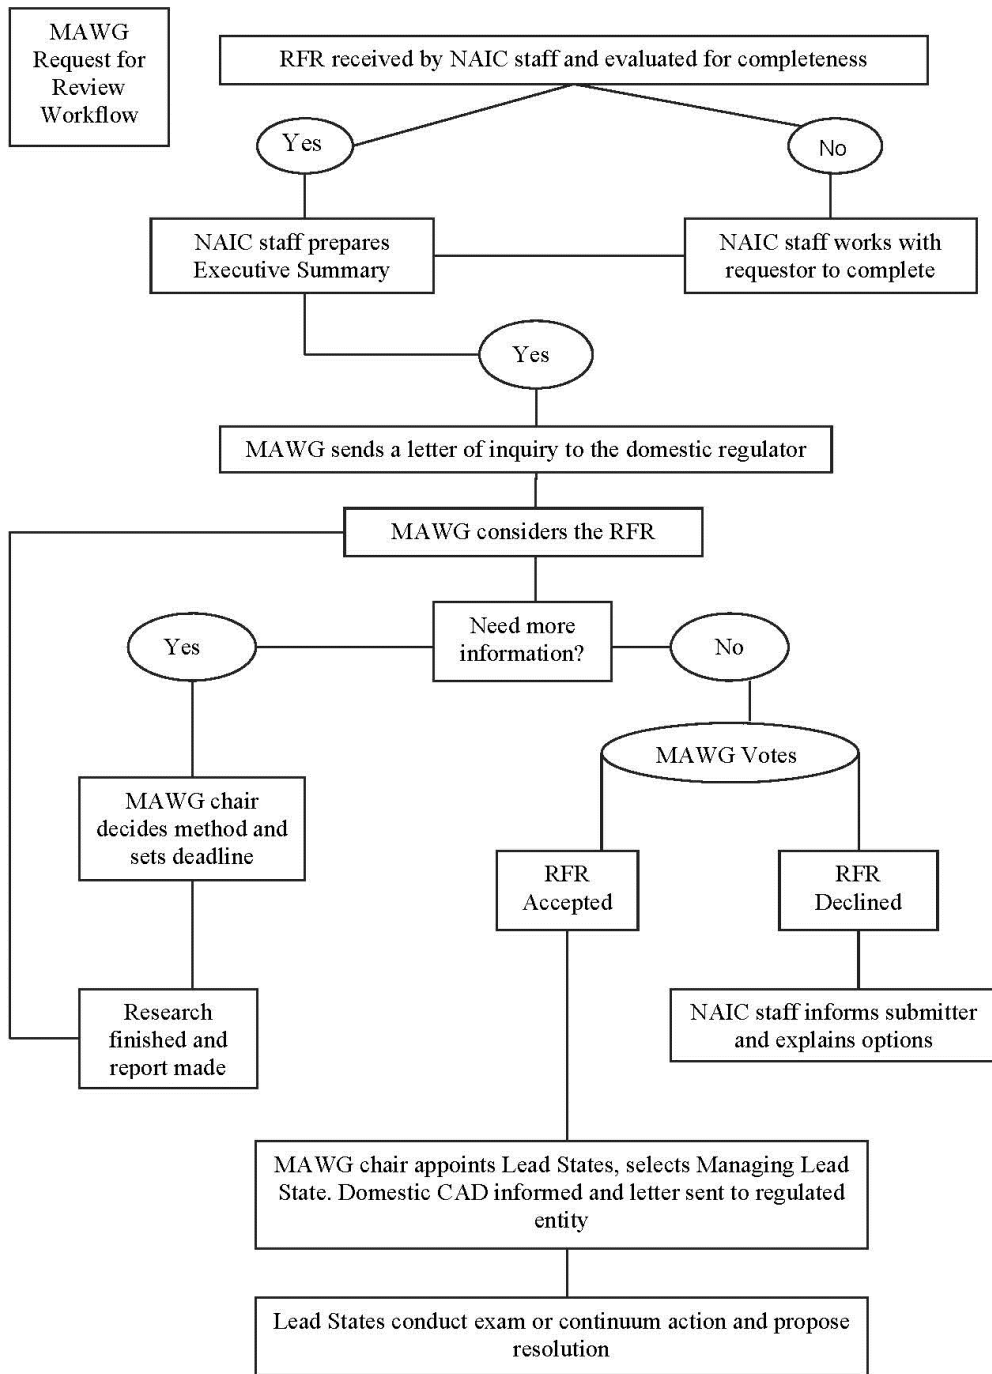 MAWG
Request for
Review
Workflow
RFR received by NAIC staff and evaluated for completeness
Yes
No
NAIC staff prepares
Executive Summary
NAIC staff works with
requestor to complete
Yes
MAWG sends a letter of inquiry to the domestic regulator
MAWG considers the RFR
Need more
information?
Yes
No
MAWG Votes
MAWG chair
decides method and
sets deadline
RFR
Accepted
RFR
Declined
Research
finished and
report made
NAIC staff informs submitter
and explains options
MAWG chair appoints Lead States, selects Managing Lead
State. Domestic CAD informed and letter sent to regulated
entity
Lead States conduct exam or continuum action and propose
resolution